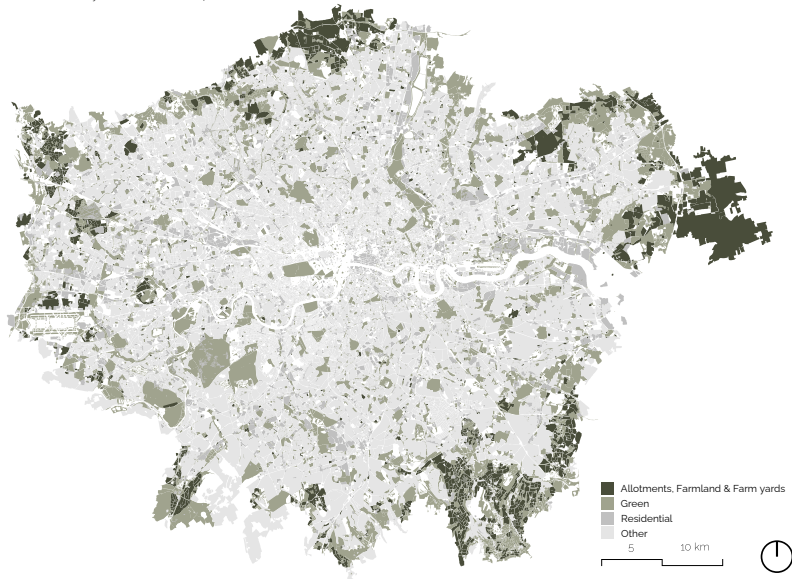 Allotments, Farmland & Farm yards
Green
Residential
Other
5 10 km